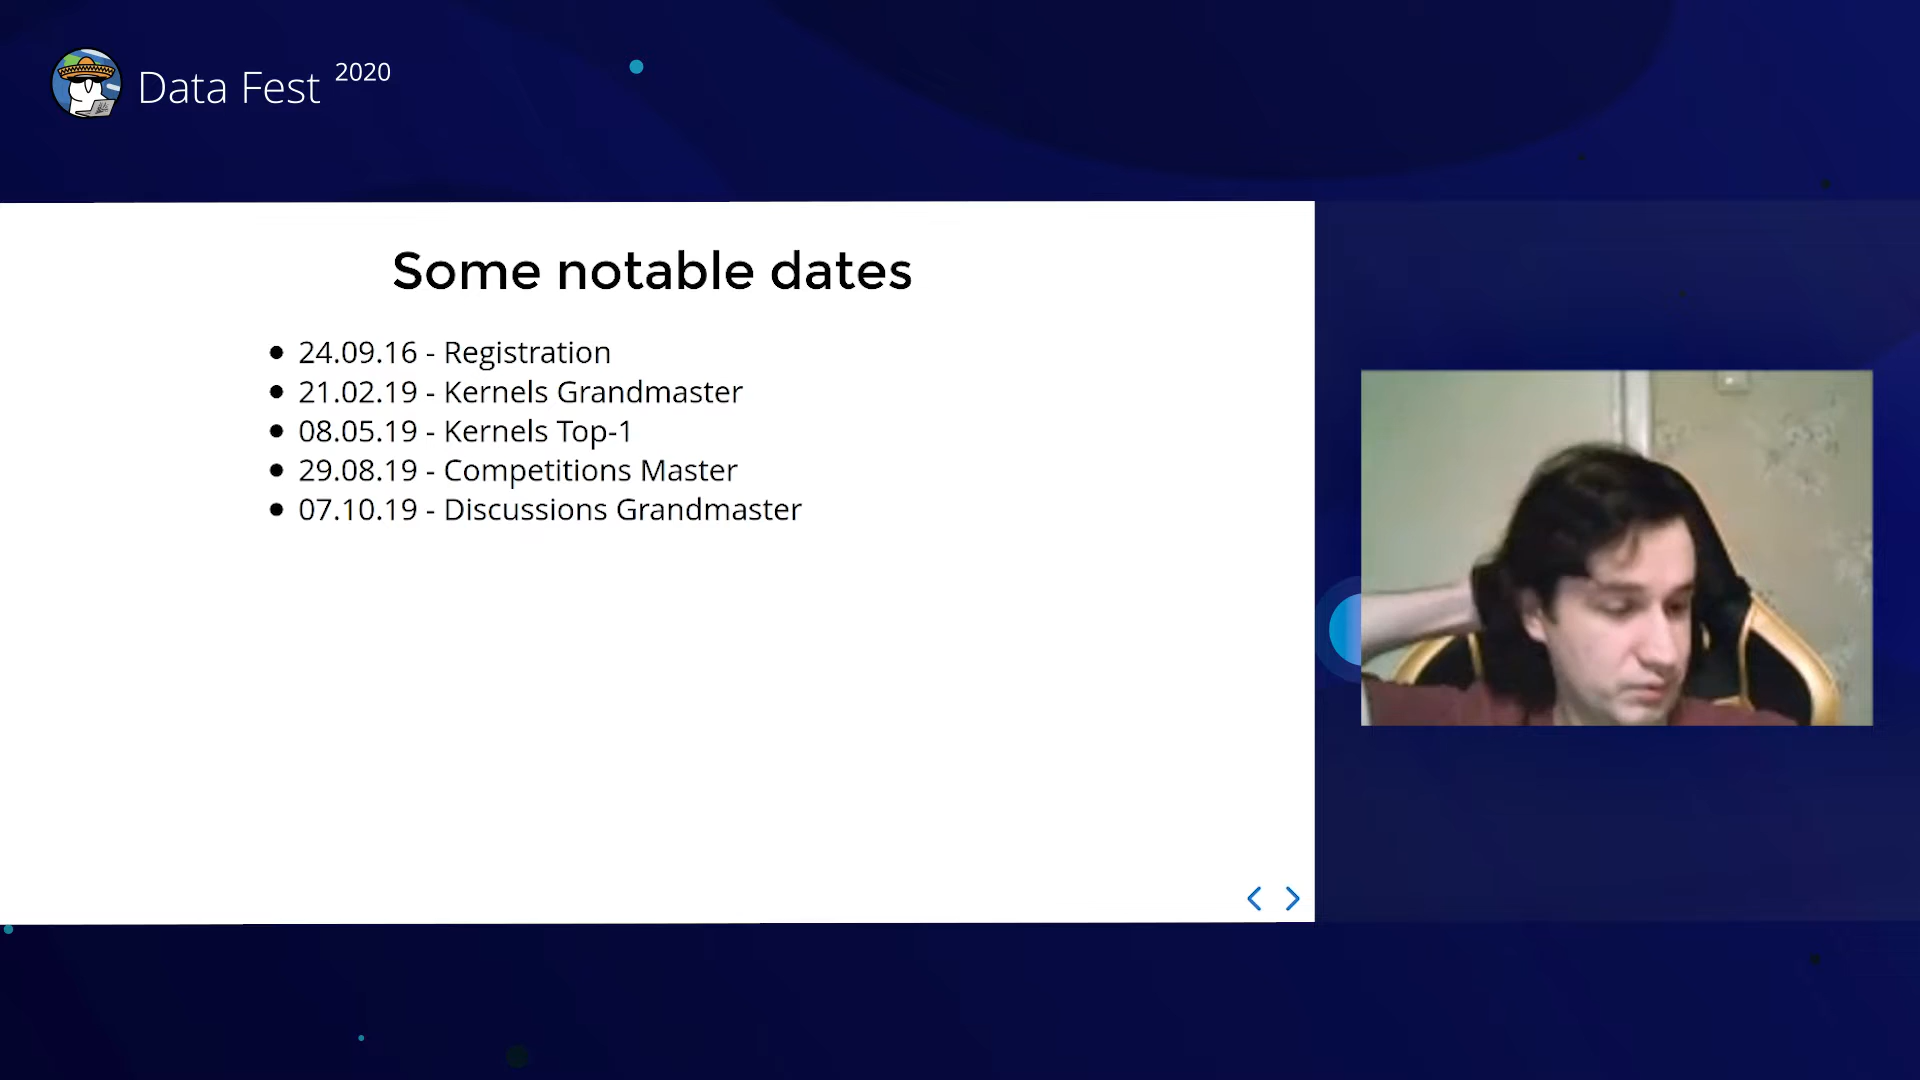 Data Fest 2020
Some notable dates
24.09.16 - Registration
21.02.19 - Kernels Grandmaster
08.05.19 - Kernels Top-1
29.08.19 - Competitions Master
07.10.19 - Discussions Grandmaster